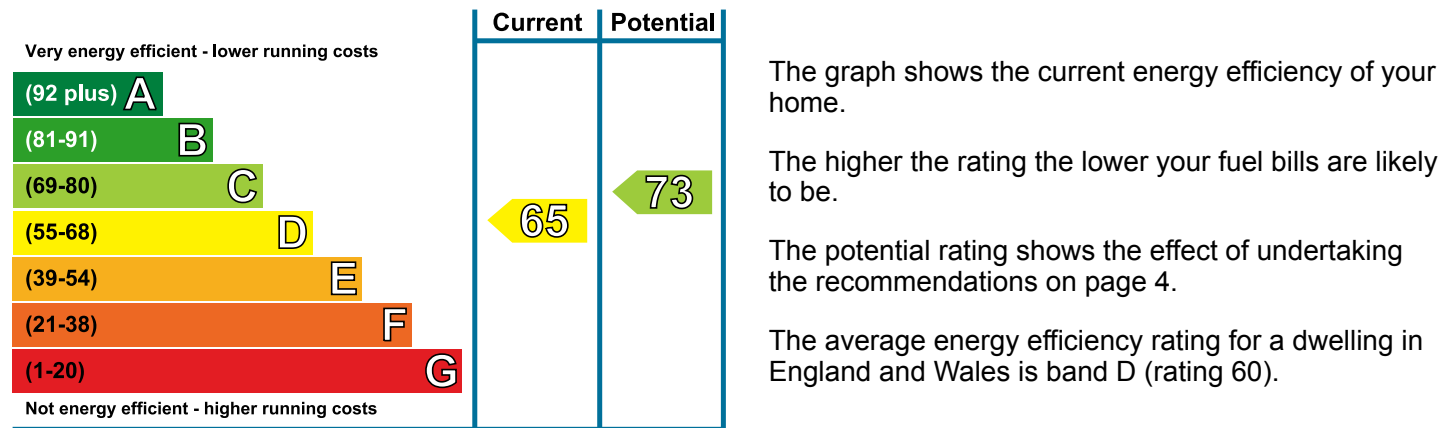 Current Potential
Very energy efficient - lower running costs
(92 plus) A
(81-91) B
(69-80) C
(55-68) D
(39-54) E
(21-38) F
(1-20) G
Not energy efficient - higher running costs
65
73
The graph shows the current energy efficiency of your
home.
The higher the rating the lower your fuel bills are likely
to be.
The potential rating shows the effect of undertaking
the recommendations on page 4.
The average energy efficiency rating for a dwelling in
England and Wales is band D (rating 60).